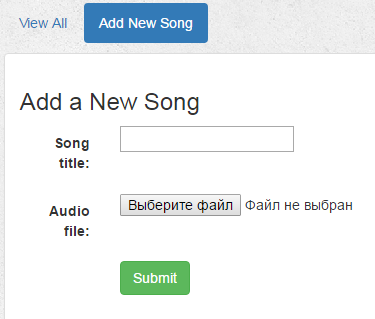 View All Add New Song
Add a New Song
Song
title:
Audio
file:
Выберите файл Файл не выбран
Submit